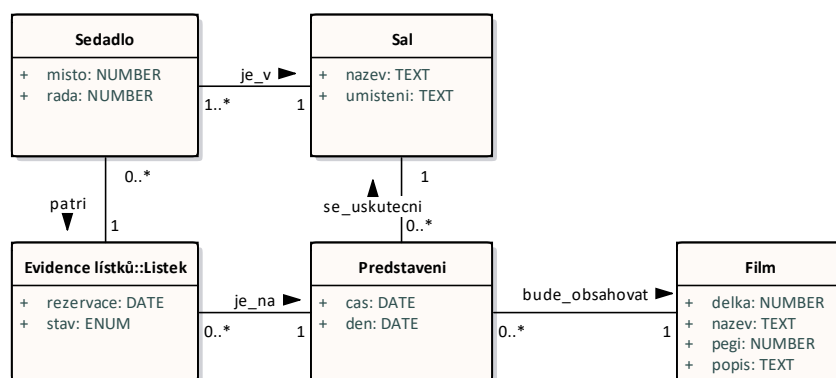 Sedadlo
+ misto: NUMBER
+ rada: NUMBER
je_v
1..*
1
Sal
+ nazev: TEXT
+ umisteni: TEXT
0..*
patri
1
1
se_uskutecni
0..*
Evidence lístků::Listek
+ rezervace: DATE
+ stav: ENUM
je_na
0..*
1
Predstaveni
+ cas: DATE
+ den: DATE
bude_obsahovat
0..*
1
Film
+ delka: NUMBER
+ nazev: TEXT
+ pegi: NUMBER
+ popis: TEXT